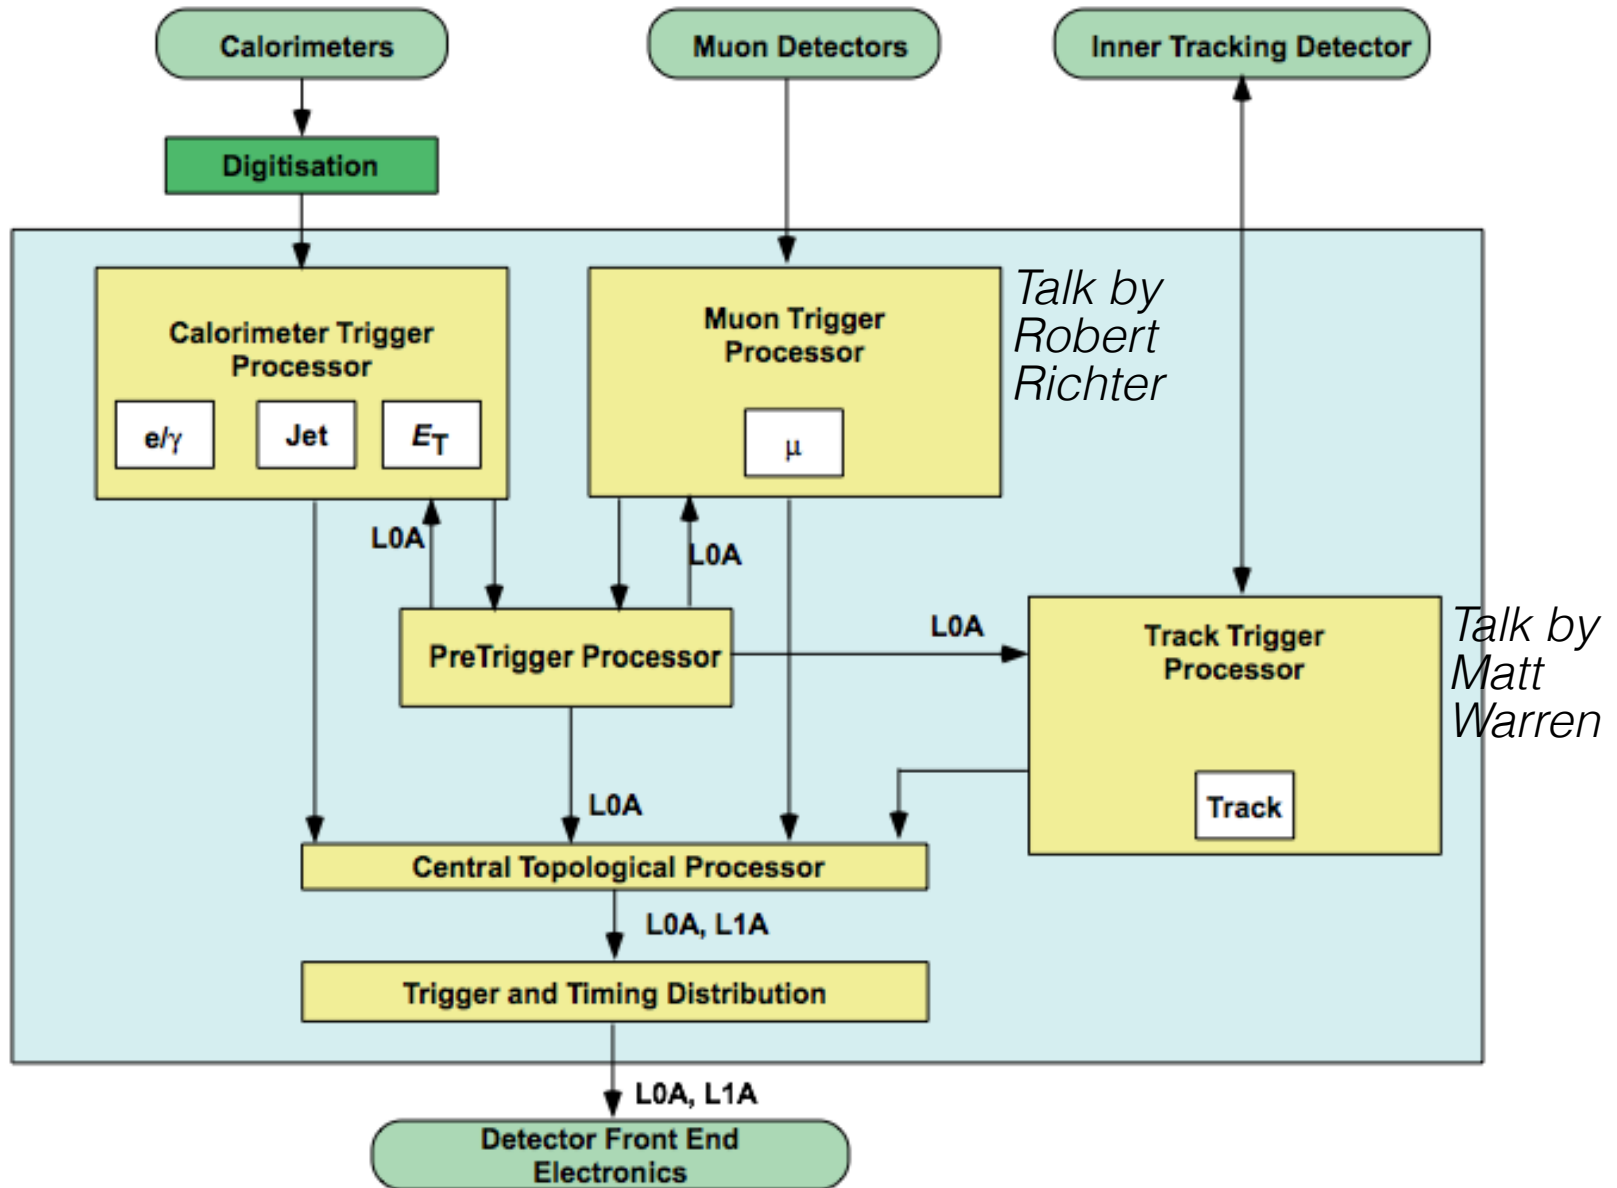 Calorimeters
Muon Detectors
Inner Tracking Detector
Digitisation
Calorimeter Trigger
Processor
e/γ
Jet
ET
Muon Trigger
Processor
μ
Talk by
Robert
Richter
L0A
L0A
PreTrigger Processor
L0A
Track Trigger
Processor
Track
Talk by
Matt
Warren
L0A
Central Topological Processor
L0A, L1A
Trigger and Timing Distribution
L0A, L1A
Detector Front End
Electronics